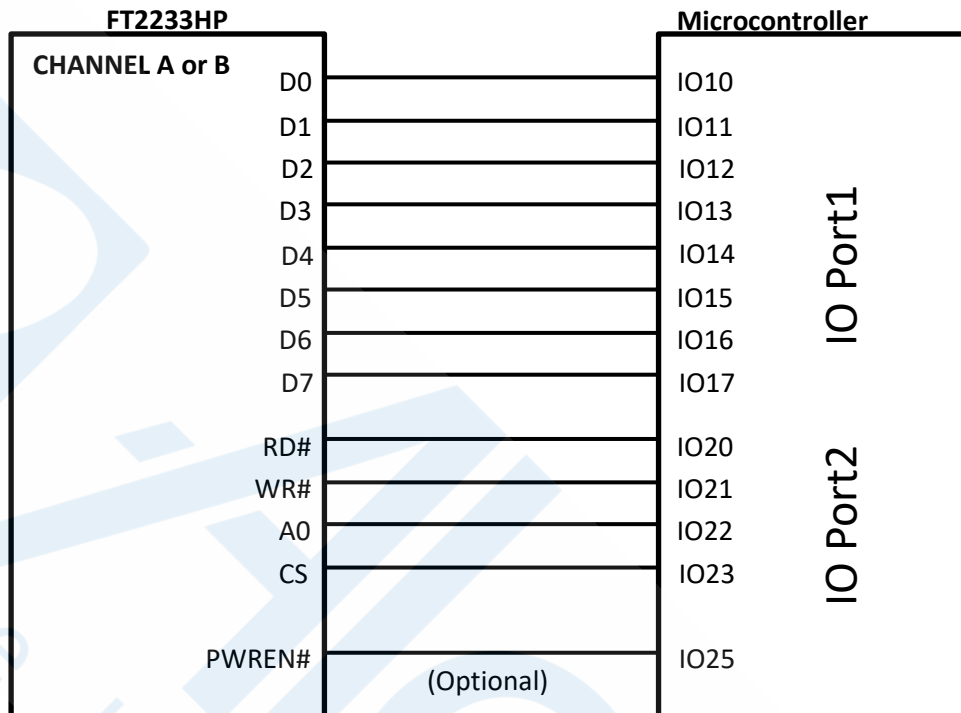 FT2233HP Microcontroller
CHANNEL A or B
D0 IO10
D1 IO11
D2 IO12
D3 IO13
D4 IO14
D5 IO15
D6 IO16
D7 IO17
IO Port1
RD# IO20
WR# IO21
A0 IO22
CS IO23
IO Port2
PWREN# IO25
(Optional)